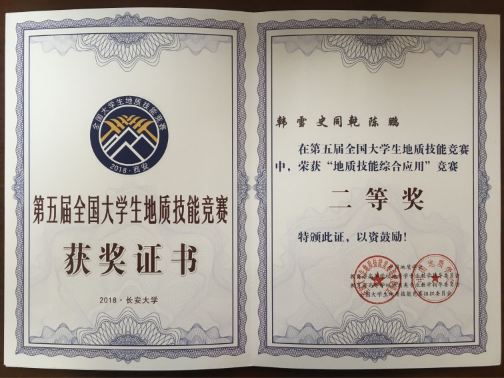 全国大学生地质技能竞赛
2018·西安
第五届全国大学生地质技能竞赛
获奖证书
2018·长安大学
韩雪 史间乾 陈鹏
在第五届全国大学生地质技能竞赛
中，荣获“地质技能综合应用”竞赛
二等奖
特颁此证，以资鼓励！